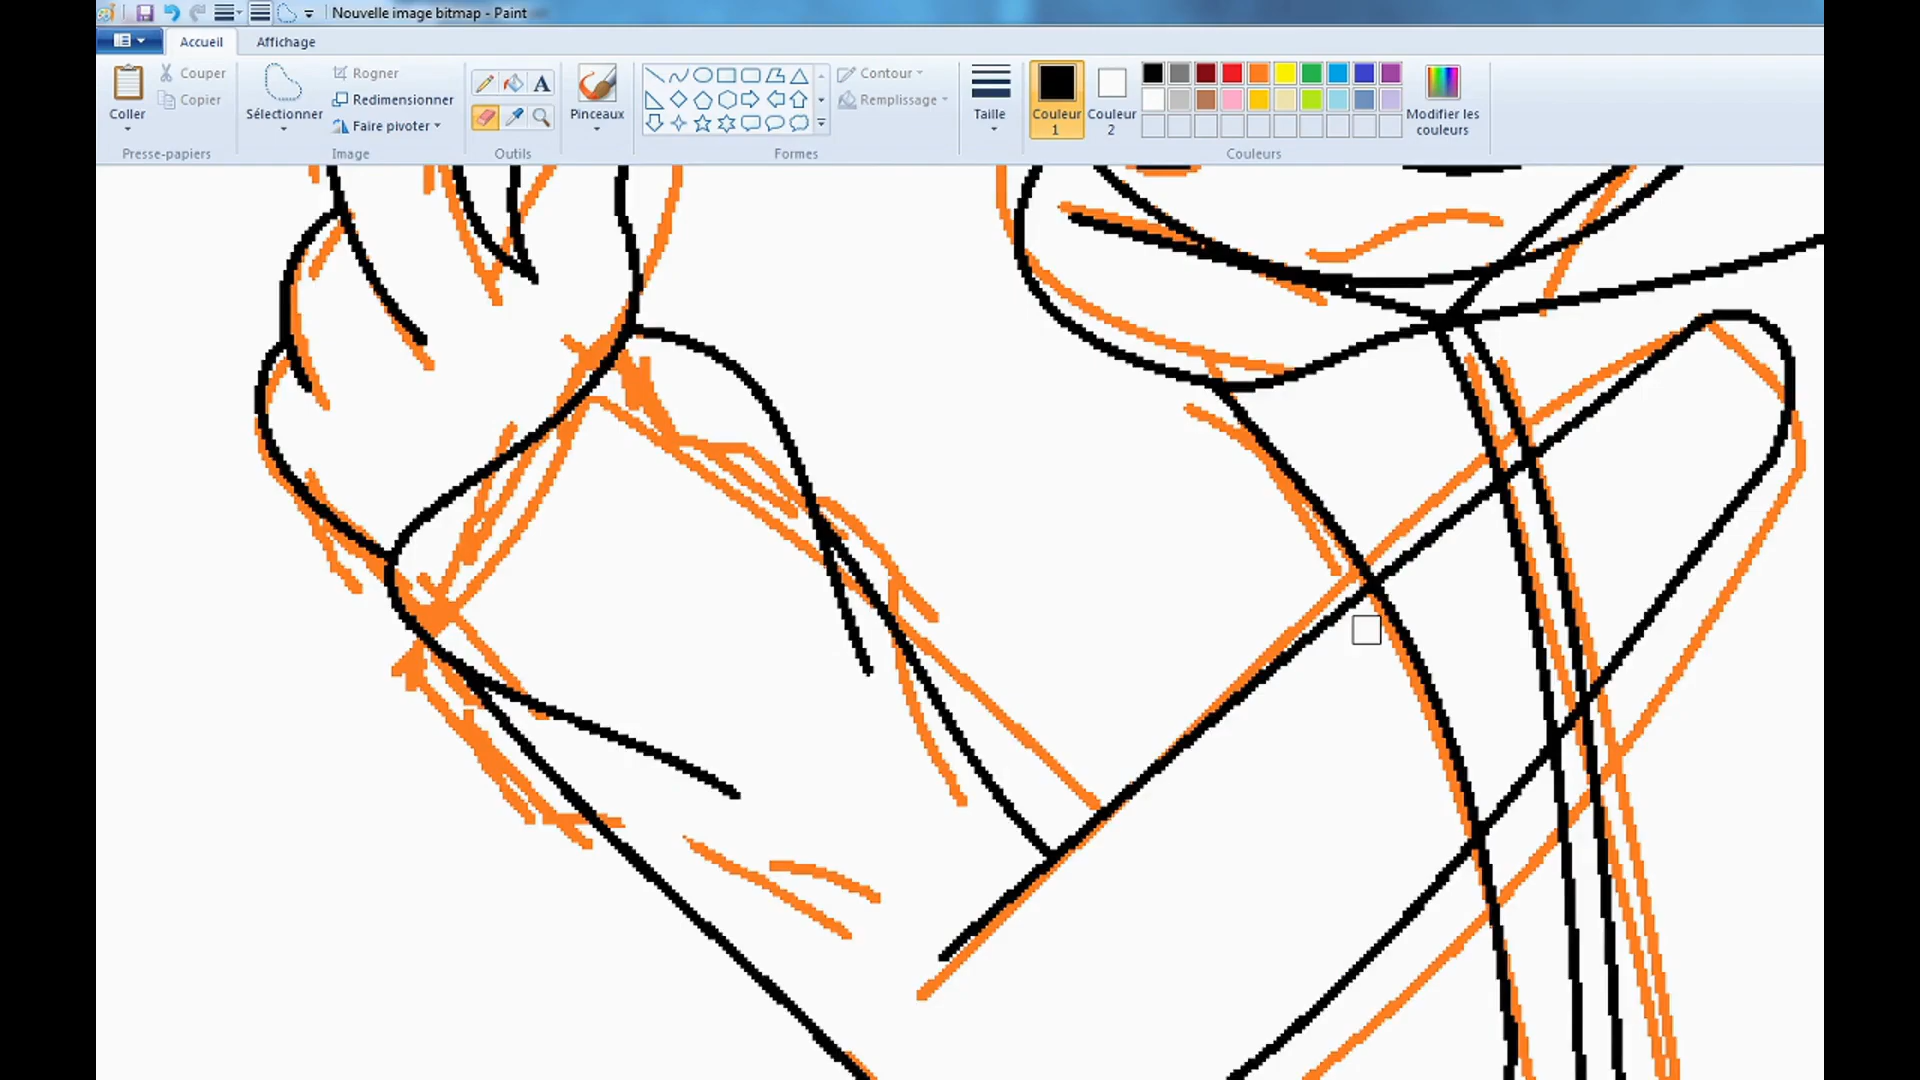 Nouvelle image bitmap - Paint
Accueil Affichage
Coller
Couper
Copier
Presse-papiers
Sélectionner
Rogner
Redimensionner
Faire pivoter
Image
A
Outils
Pinceaux
Formes
Contour
Remplissage
Taille
Couleur 1
Couleur 2
Modifier les couleurs
Couleurs